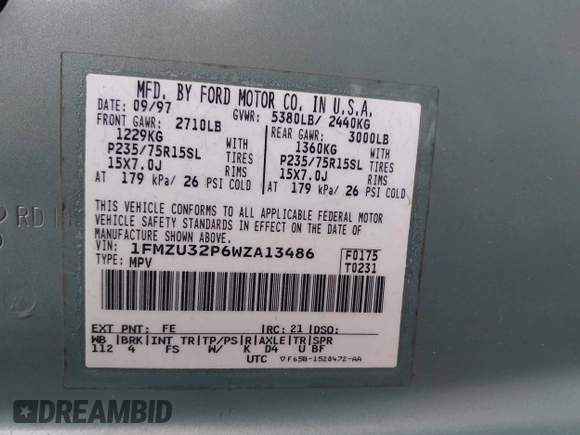 MFD. BY FORD MOTOR CO. IN U.S.A.
DATE: 09/97 GVWR: 5380LB/ 2440KG
FRONT GAWR: 2710LB REAR GAWR: 3000LB
1229KG WITH 1360KG WITH
P235/75R15SL TIRES P235/75R15SL TIRES
15X7.0J RIMS 15X7.0J RIMS
AT 179 kPa/ 26 PSI COLD AT 179 kPa/ 26 PSI COLD
THIS VEHICLE CONFORMS TO ALL APPLICABLE FEDERAL MOTOR
VEHICLE SAFETY STANDARDS IN EFFECT ON THE DATE OF
MANUFACTURE SHOWN ABOVE.
VIN: 1FMZU32P6WZA13486 F0175
TYPE: MPV T0231
EXT PNT: FE RC: 21 DSO:
WB BRK INT TR TP/PS R AXLE TR SPR
112 4 FS W/ K D4 U BF
UTC F65B-1520472-AA
RD
DREAMBID